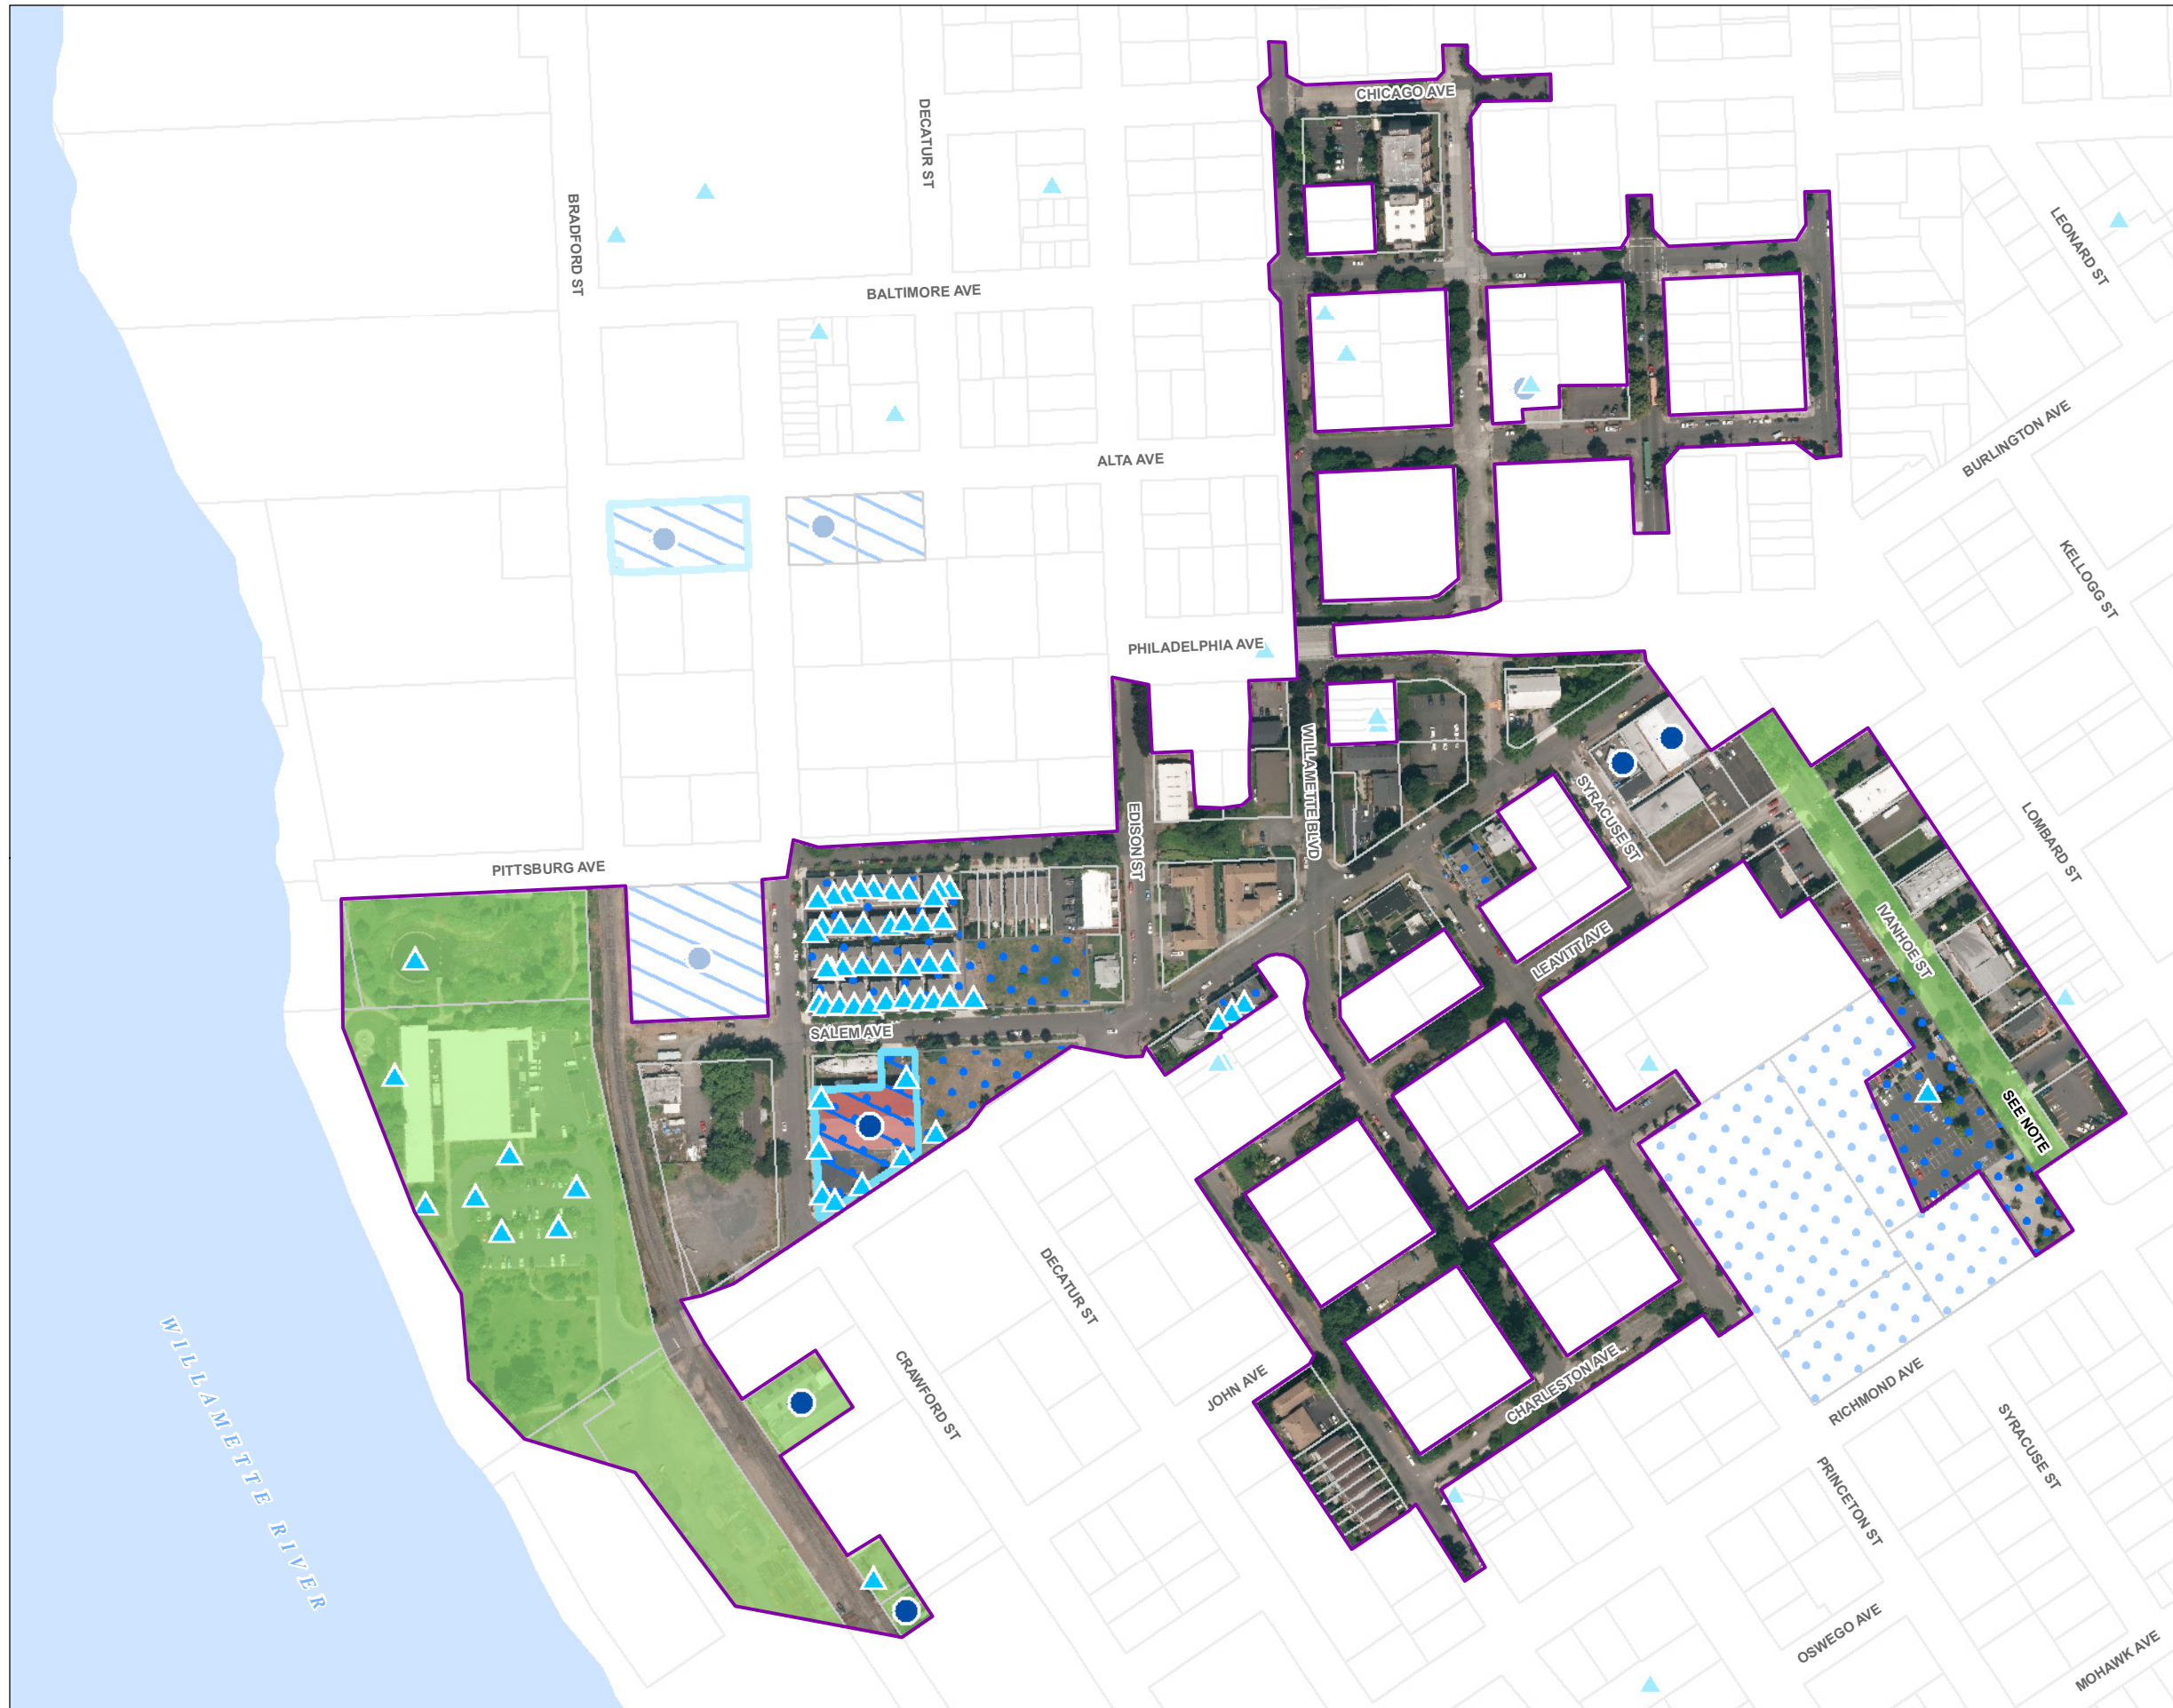 CHICAGO AVE
DECATUR ST
BRADFORD ST
LEONARD ST
BALTIMORE AVE
BURLINGTON AVE
ALTA AVE
KELLOGG ST
PHILADELPHIA AVE
WILLAMETTE BLVD
SYRACUSE ST
EDISON ST
LOMBARD ST
PITTSBURG AVE
IVANHOE ST
LEAVITT AVE
SALEM AVE
SEE NOTE
DECATUR ST
WILLAMETTE RIVER
CRAWFORD ST
JOHN AVE
CHARLESTON AVE
RICHMOND AVE
SYRACUSE ST
PRINCETON ST
OSWEGO AVE
MOHAWK AVE